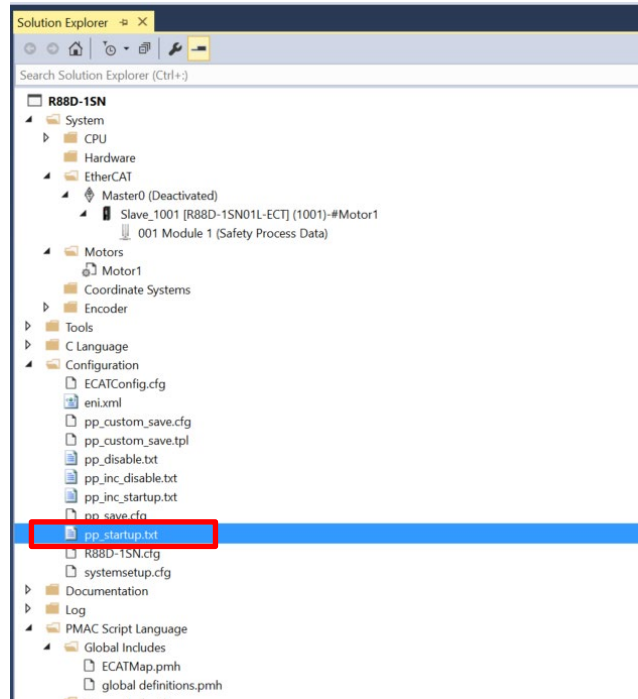 Solution Explorer
Search Solution Explorer (Ctrl+;)
R88D-1SN
System
CPU
Hardware
EtherCAT
Master0 (Deactivated)
Slave_1001 [R88D-1SN01L-ECT] (1001)-#Motor1
001 Module 1 (Safety Process Data)
Motors
Motor1
Coordinate Systems
Encoder
Tools
C Language
Configuration
ECATConfig.cfg
eni.xml
pp_custom_save.cfg
pp_custom_save.tpl
pp_disable.txt
pp_inc_disable.txt
pp_inc_startup.txt
pp_save.cfg
pp_startup.txt
R88D-1SN.cfg
systemsetup.cfg
Documentation
Log
PMAC Script Language
Global Includes
ECATMap.pmh
global definitions.pmh